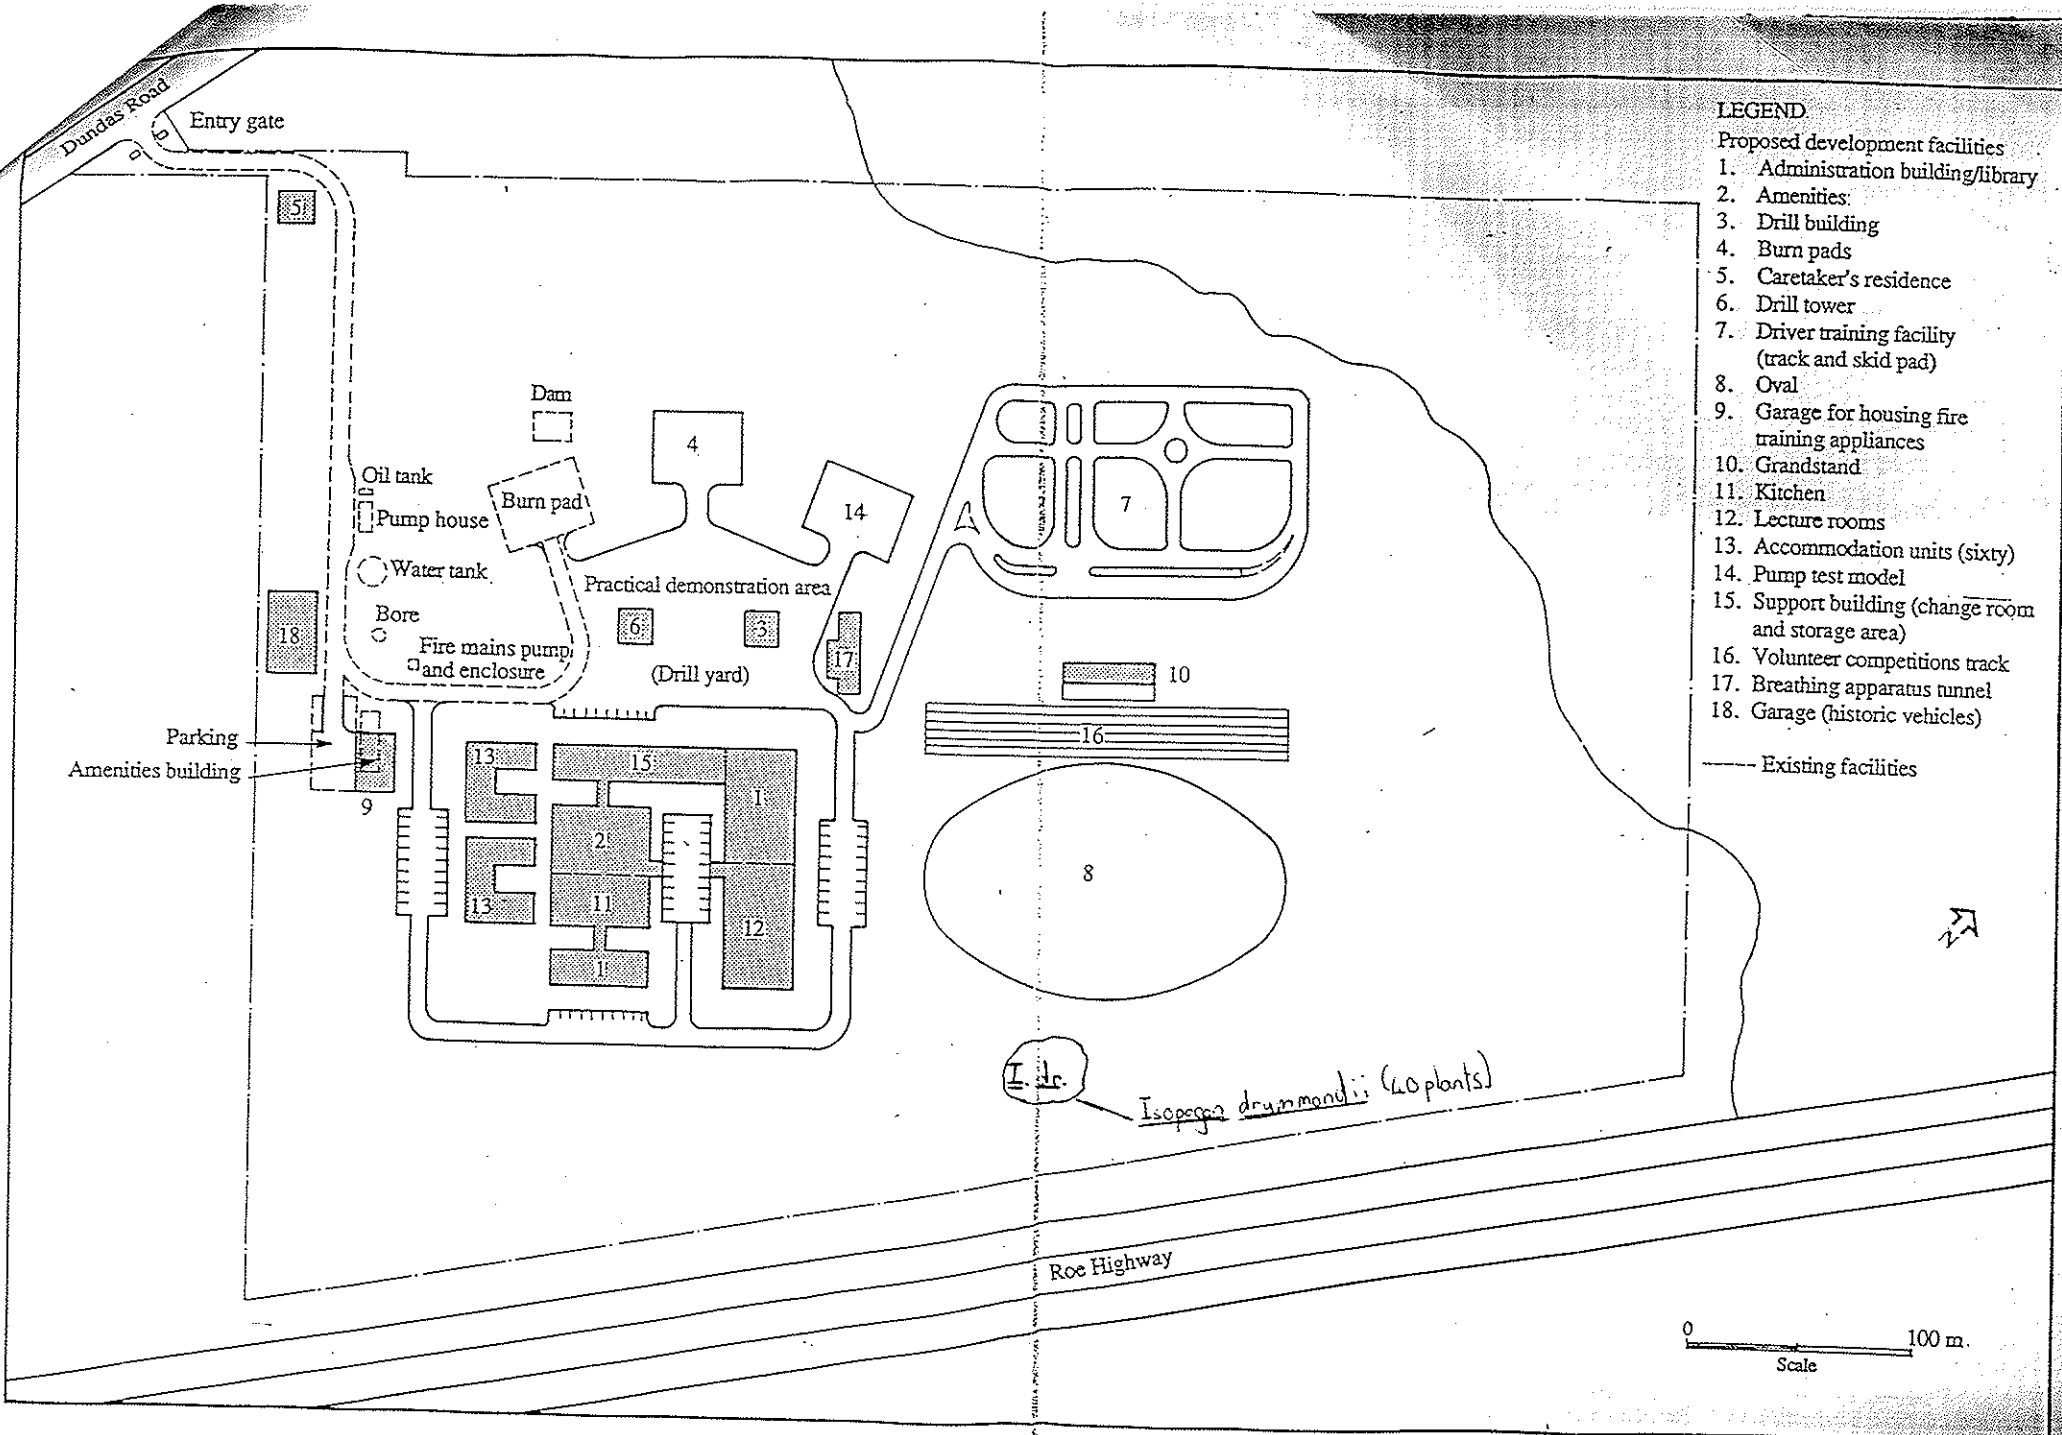 Dundas Road
Entry gate
5
Dam
4
Oil tank
Pump house
Burn pad
14
7
Water tank
Practical demonstration area
Bore
6
3
18
17
Fire mains pump
and enclosure
(Drill yard)
10
16
Parking
Amenities building
9
13
15
1
2
8
13
11
12
1
I. dr.
Isopogon drummondii (40 plants)
Roe Highway
LEGEND
Proposed development facilities
1. Administration building/library
2. Amenities
3. Drill building
4. Burn pads
5. Caretaker's residence
6. Drill tower
7. Driver training facility
(track and skid pad)
8. Oval
9. Garage for housing fire
training appliances
10. Grandstand
11. Kitchen
12. Lecture rooms
13. Accommodation units (sixty)
14. Pump test model
15. Support building (change room
and storage area)
16. Volunteer competitions track
17. Breathing apparatus tunnel
18. Garage (historic vehicles)
Existing facilities
N
0 100 m.
Scale